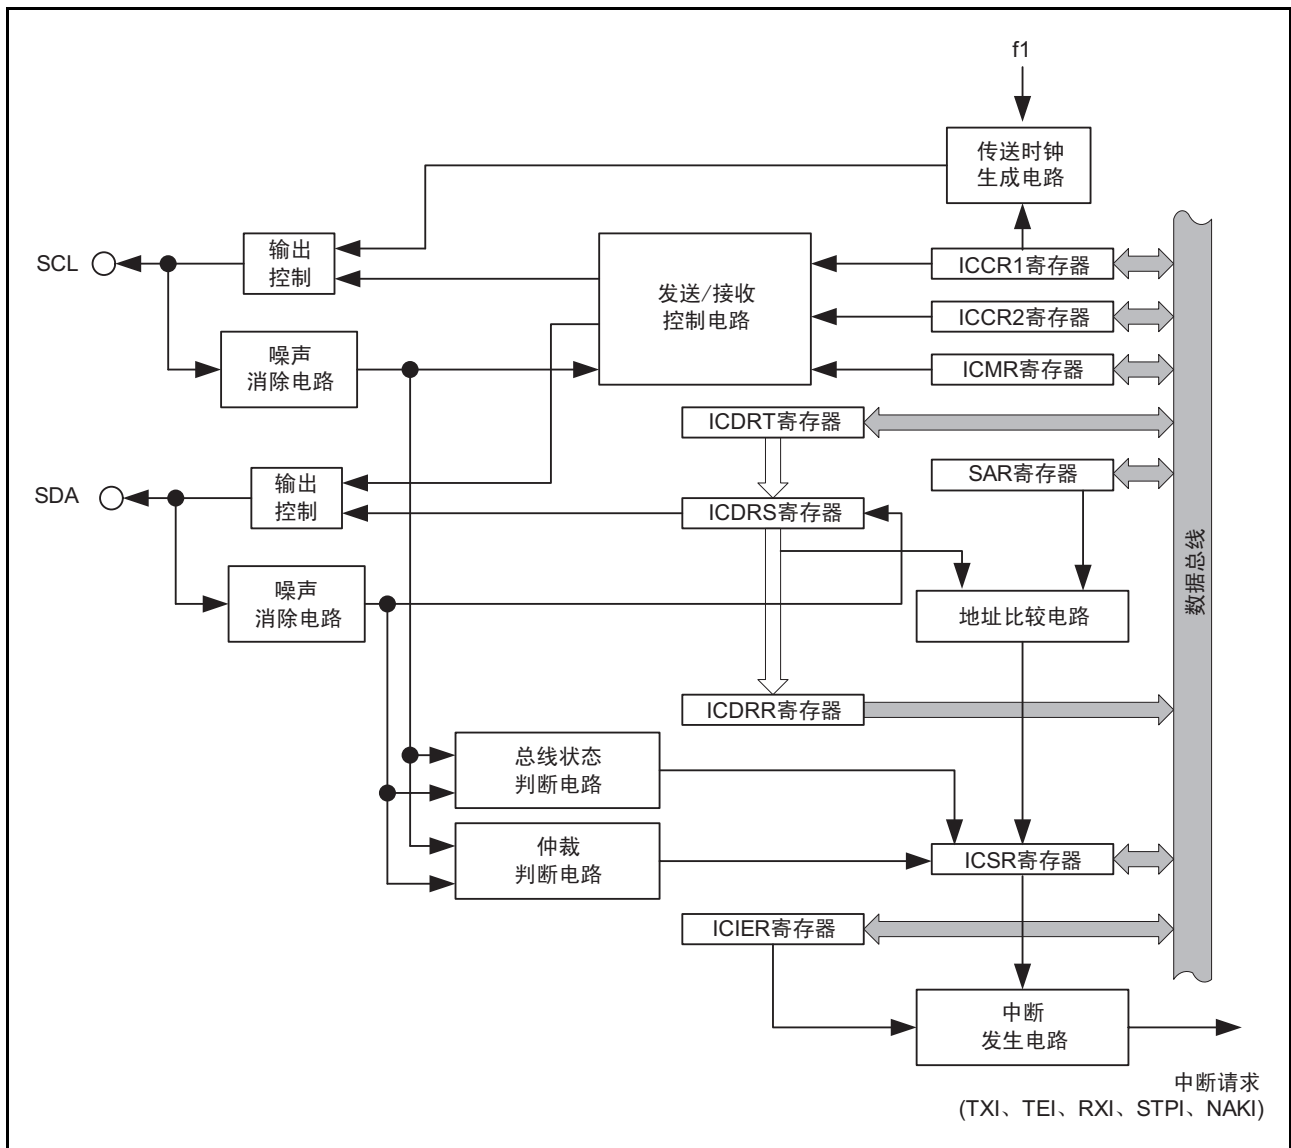 f1
传送时钟
生成电路
SCL
输出
控制
发送/接收
控制电路
ICCR1寄存器
ICCR2寄存器
ICMR寄存器
噪声
消除电路
ICDRT寄存器
SAR寄存器
SDA
输出
控制
ICDRS寄存器
数据总线
噪声
消除电路
地址比较电路
ICDRR寄存器
总线状态
判断电路
仲裁
判断电路
ICSR寄存器
ICIER寄存器
中断
发生电路
中断请求
(TXI、TEI、RXI、STPI、NAKI)